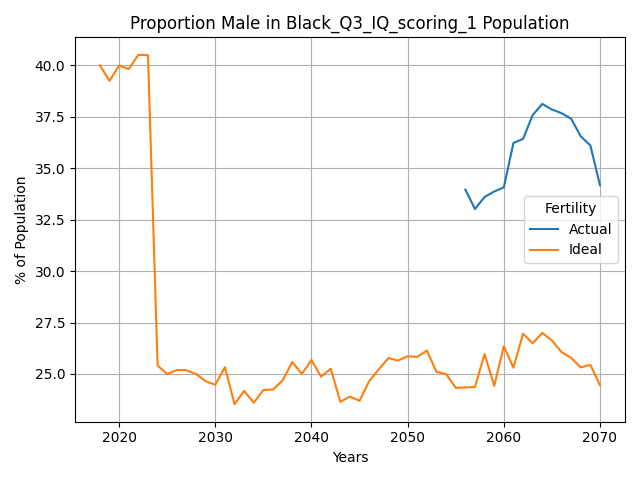 Proportion Male in Black_Q3_IQ_scoring_1 Population
% of Population
40.0
37.5
35.0
32.5
30.0
27.5
25.0
Fertility
Actual
Ideal
2020
2030
2040
2050
2060
2070
Years